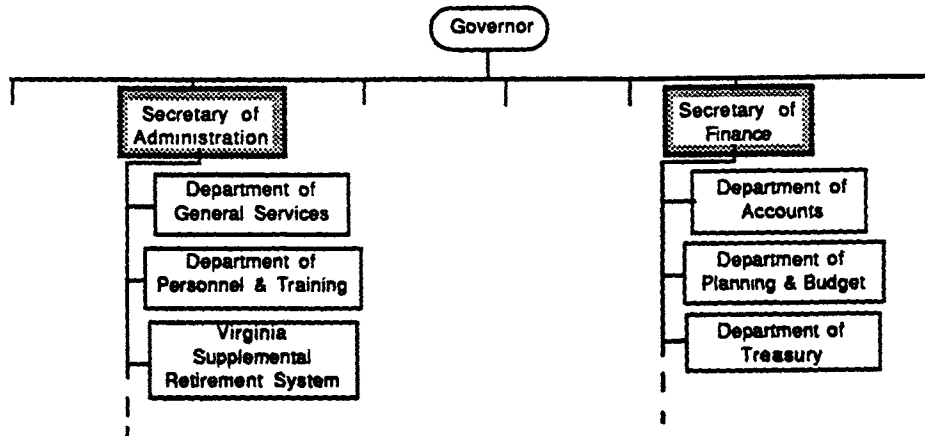 Governor
Secretary of
Administration
Department of
General Services
Department of
Personnel & Training
Virginia
Supplemental
Retirement System
Secretary of
Finance
Department of
Accounts
Department of
Planning & Budget
Department of
Treasury